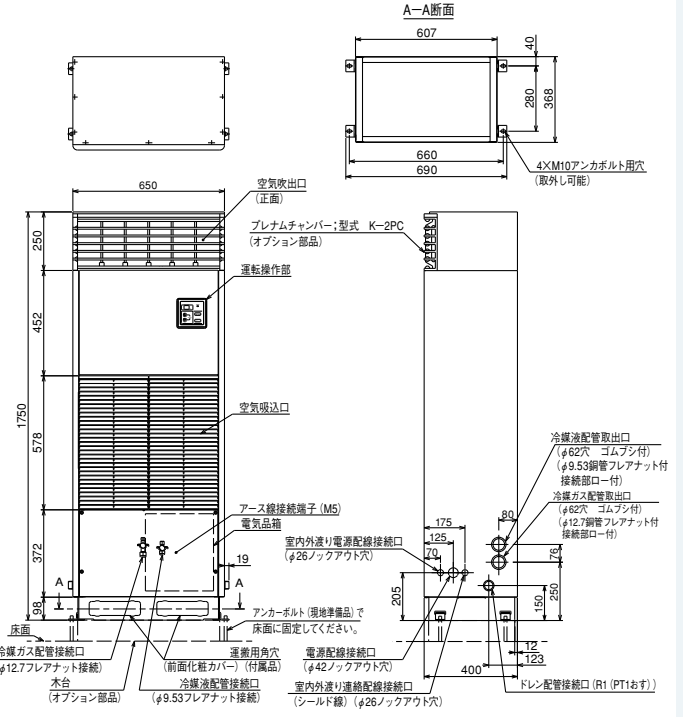 A－A断面
607
40
280
368
660
690
4×M10アンカボルト用穴
(取外し可能)
650
空気吹出口
(正面)
プレナムチャンバー；型式 K－2PC
(オプション部品)
運転操作部
250
452
1750
578
空気吸込口
372
アース線接続端子(M5)
電気品箱
19
A
A
98
床面
アンカーボルト(現地準備品)で
床面に固定してください。
冷媒ガス配管接続口
φ12.7フレアナット接続)
木台
(オプション部品)
運搬用角穴
(前面化粧カバー)(付属品)
冷媒液配管接続口
(φ9.53フレアナット接続)
冷媒液配管取出口
(φ62穴 ゴムブシ付)
(φ9.53銅管フレアナット付
接続部ロー付)
冷媒ガス配管取出口
(φ62穴 ゴムブシ付)
(φ12.7銅管フレアナット付
接続部ロー付)
80
175
125
70
室内外渡り電源配線接続口
(φ26ノックアウト穴)
205
76
150
250
12
123
400
電源配線接続口
(φ42ノックアウト穴)
室内外渡り連絡配線接続口
(シールド線)(φ26ノックアウト穴)
ドレン配管接続口(R1(PT1おす))